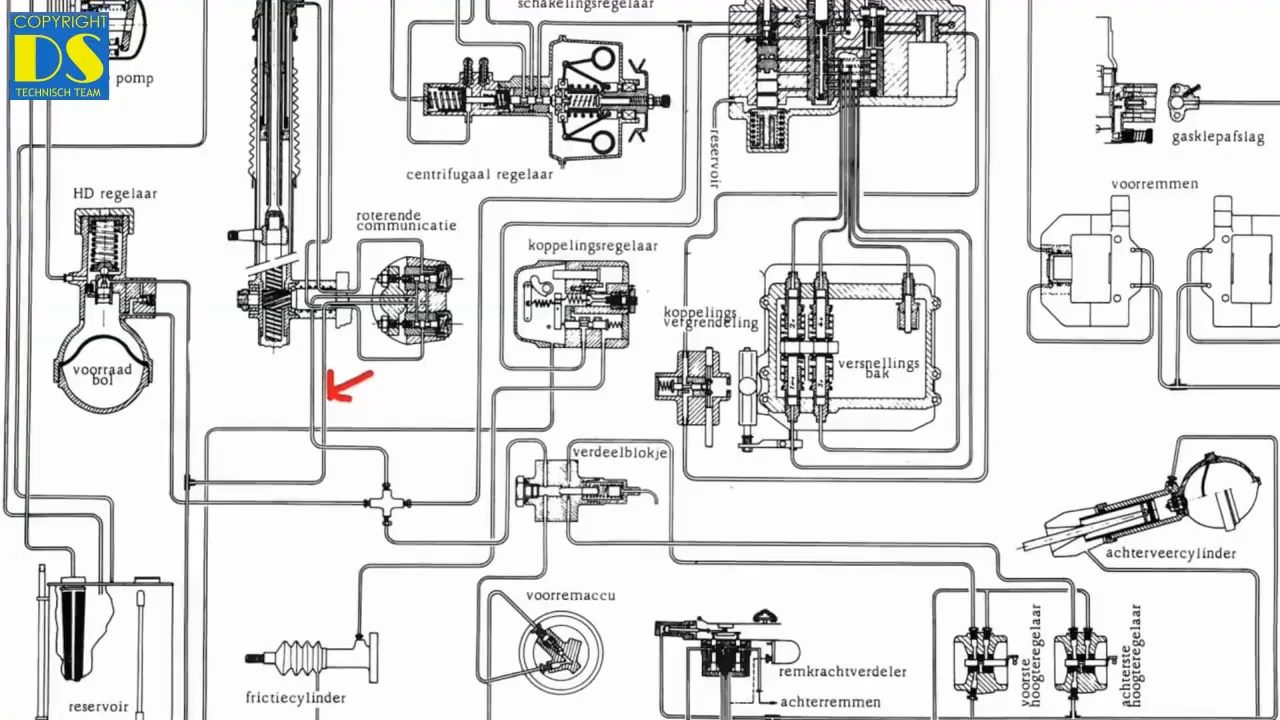 COPYRIGHT
DS
TECHNISCH TEAM
pomp
schakelingsregelaar
centrifugaal regelaar
reservoir
gasklepafslag
voorremmen
HD regelaar
roterende
communicatie
koppelingsregelaar
koppelings
vergrendeling
voorraad
bol
versnellings
bak
verdeelblokje
achterveercylinder
voorremaccu
remkrachtverdeler
achterremmen
frictiecylinder
reservoir
voorste
hoogteregelaar
achterste
hoogteregelaar